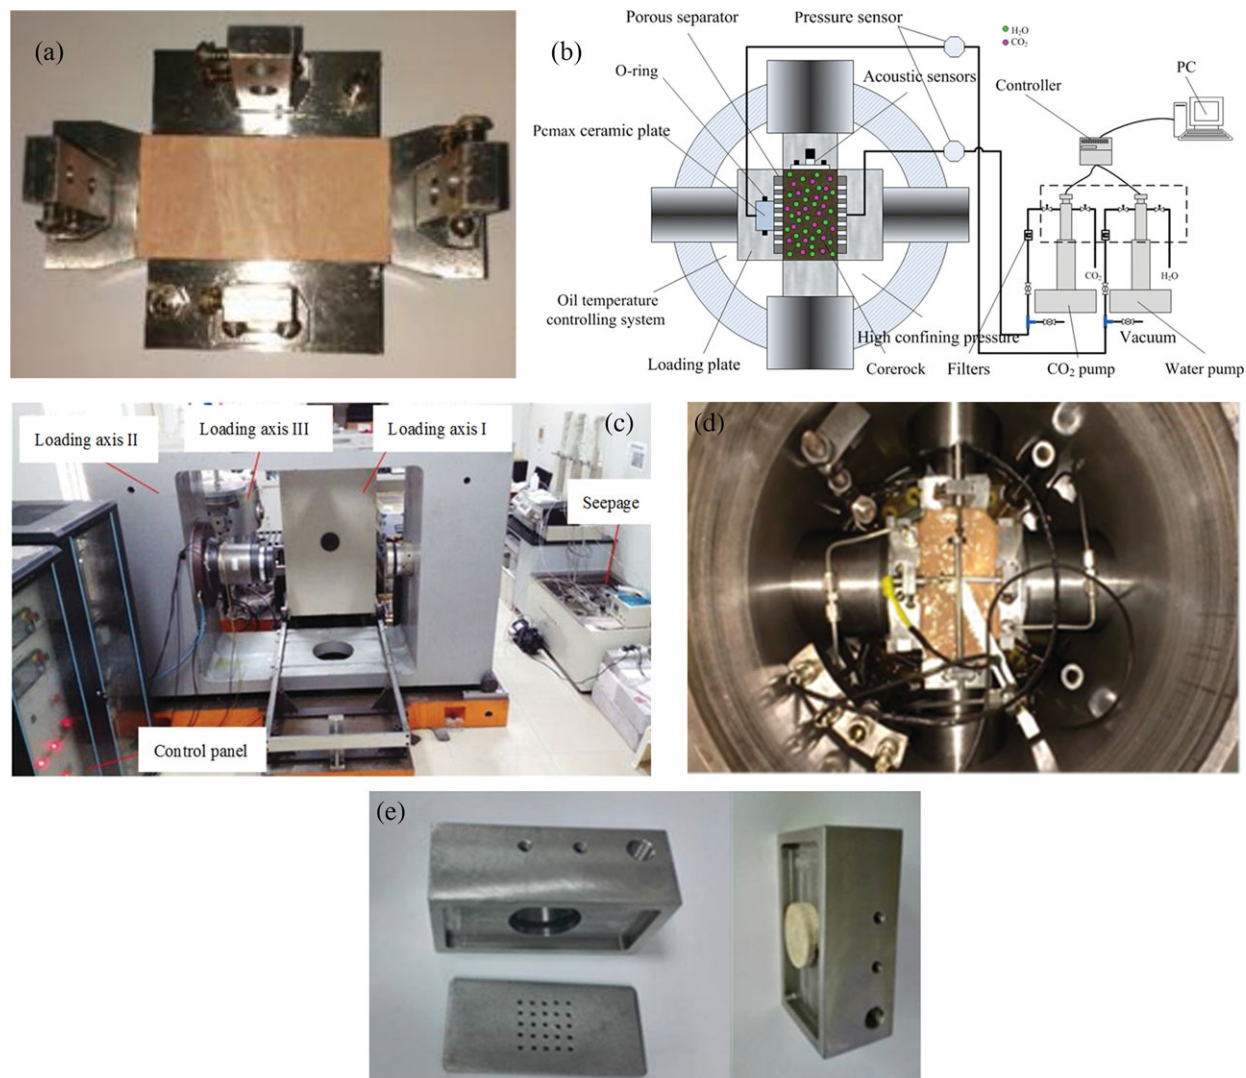 (a)
(b)
Porous separator
Pressure sensor
H₂O
CO₂
O-ring
Acoustic sensors
Controller
PC
Pcmax ceramic plate
CO₂
H₂O
Oil temperature
controlling system
High confining pressure
Vacuum
Loading plate
Corerock
Filters
CO₂ pump
Water pump
(c)
Loading axis II
Loading axis III
Loading axis I
Seepage
Control panel
(d)
(e)